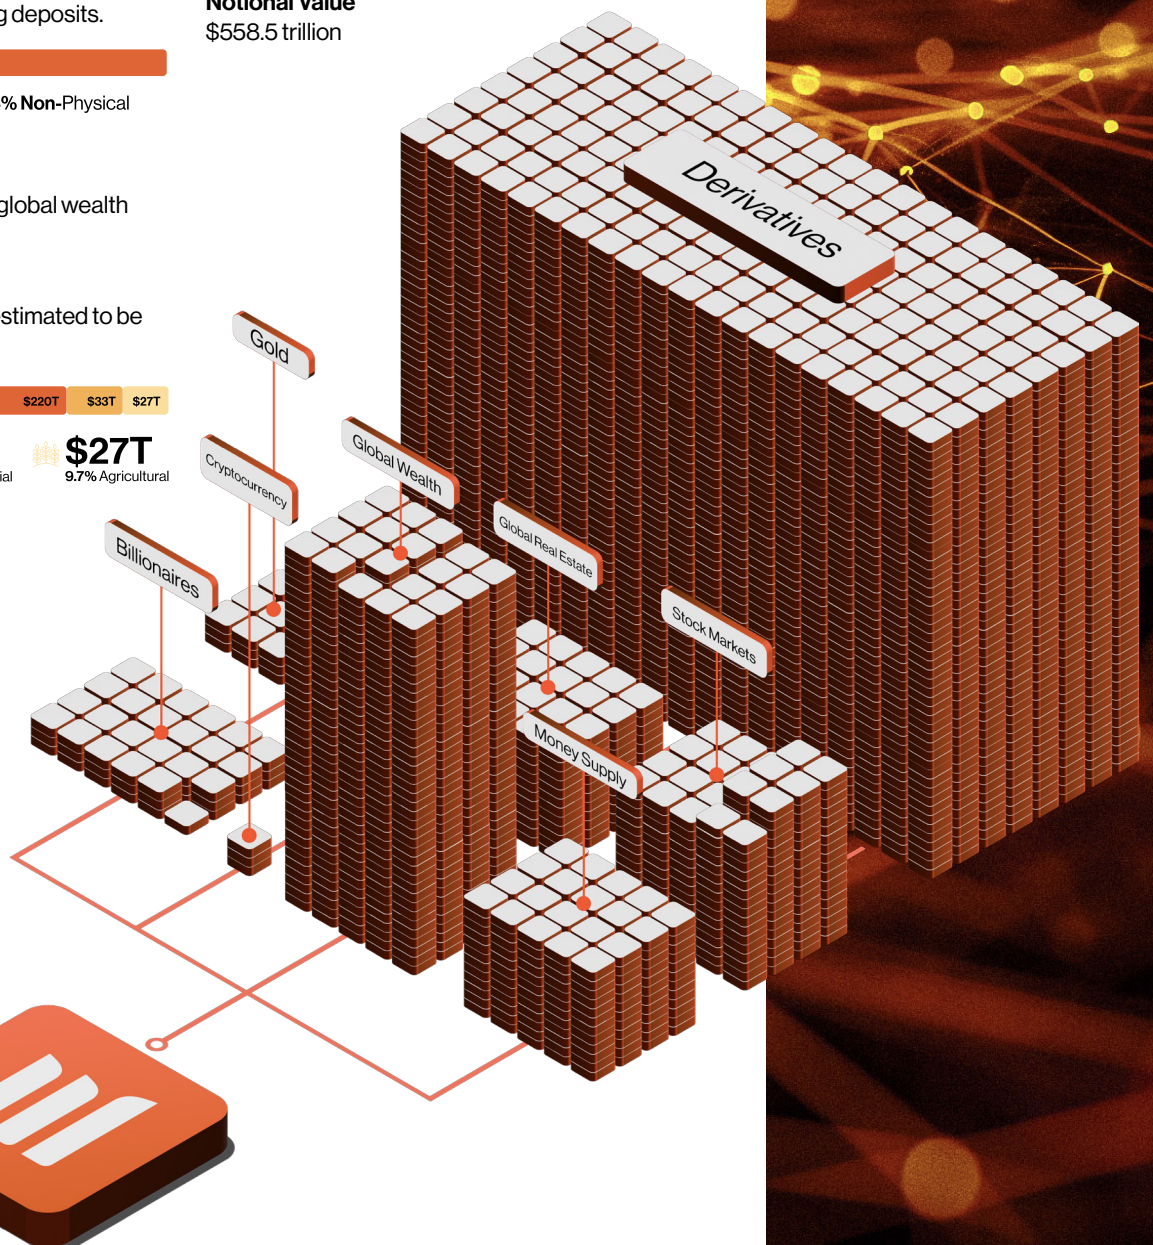 g deposits.
Notional Value
$558.5 trillion
% Non-Physical
global wealth
stimated to be
$220T $33T $27T
$27T
ial 9.7% Agricultural
Derivatives
Gold
Global Wealth
Cryptocurrency
Global Real Estate
Billionaires
Stock Markets
Money Supply